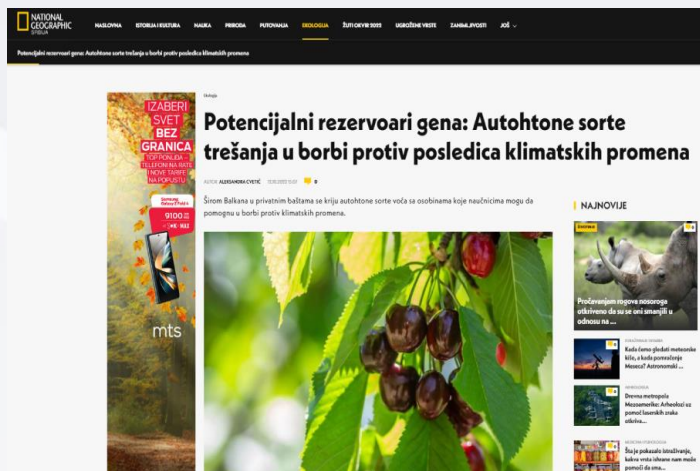 NATIONAL
GEOGRAPHIC
SRBIJA
NASLOVNA ISTORIJA I KULTURA NAUKA PRIRODA PUTOVANJA EKOLOGIJA ŽUTI OKVIR 2022 UGROŽENE VRSTE ZANIMLJIVOSTI JOŠ
Potencijalni rezervoari gena: Autohtone sorte trešanja u borbi protiv posledica klimatskih promena
Ekologija
Potencijalni rezervoari gena: Autohtone sorte
trešanja u borbi protiv posledica klimatskih promena
AUTOR: ALEKSANDRA CVETIĆ
0
Širom Balkana u privatnim baštama se kriju autohtone sorte voća sa osobinama koje naučnicima mogu da
pomognu u borbi protiv klimatskih promena.
IZABERI
SVET
BEZ
GRANICA
TOP PONUDA –
TELEFONI NA RATE
I NOVE TARIFE
NA POPUSTU
Samsung
9100
mts
NAJNOVIJE
Proučavanjem rogova nosoroga
otkriveno da su se oni smanjili u
odnosu na ...
Kada ćemo gledati meteorske
kiše, a kada pomračenje
Meseca? Astronomski ...
ARHEOLOGIJA
Drevna metropola
Mezoamerike: Arheolozi uz
pomoć laserskih zraka
otkriva...
Šta je pokazalo istraživanje,
kakva vrsta ishrane nam može
pomoći da sma...